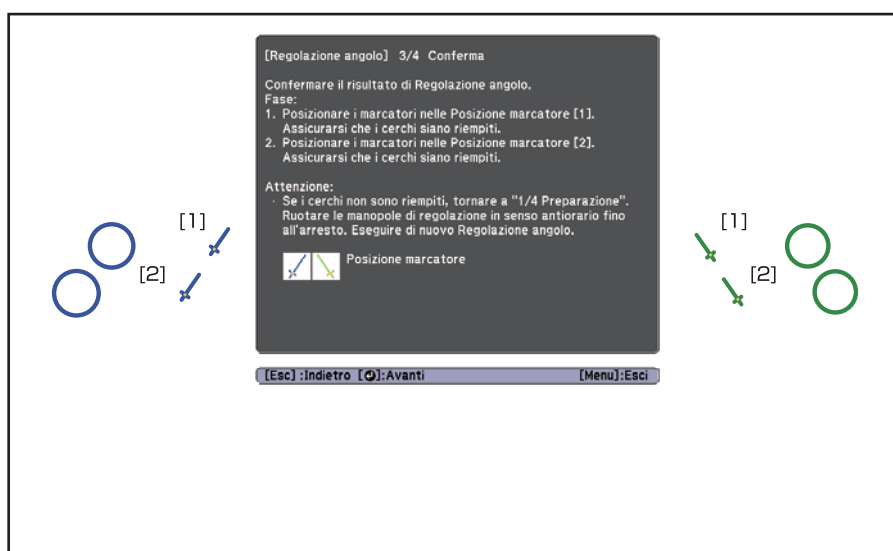 [Regolazione angolo] 3/4 Conferma
Confermare il risultato di Regolazione angolo.
Fase:
1. Posizionare i marcatori nelle Posizione marcatore [1].
Assicurarsi che i cerchi siano riempiti.
2. Posizionare i marcatori nelle Posizione marcatore [2].
Assicurarsi che i cerchi siano riempiti.
Attenzione:
· Se i cerchi non sono riempiti, tornare a "1/4 Preparazione".
Ruotare le manopole di regolazione in senso antiorario fino
all'arresto. Eseguire di nuovo Regolazione angolo.
Posizione marcatore
[1]
[2]
[1]
[2]
[Esc] :Indietro [⏎]:Avanti [Menu]:Esci